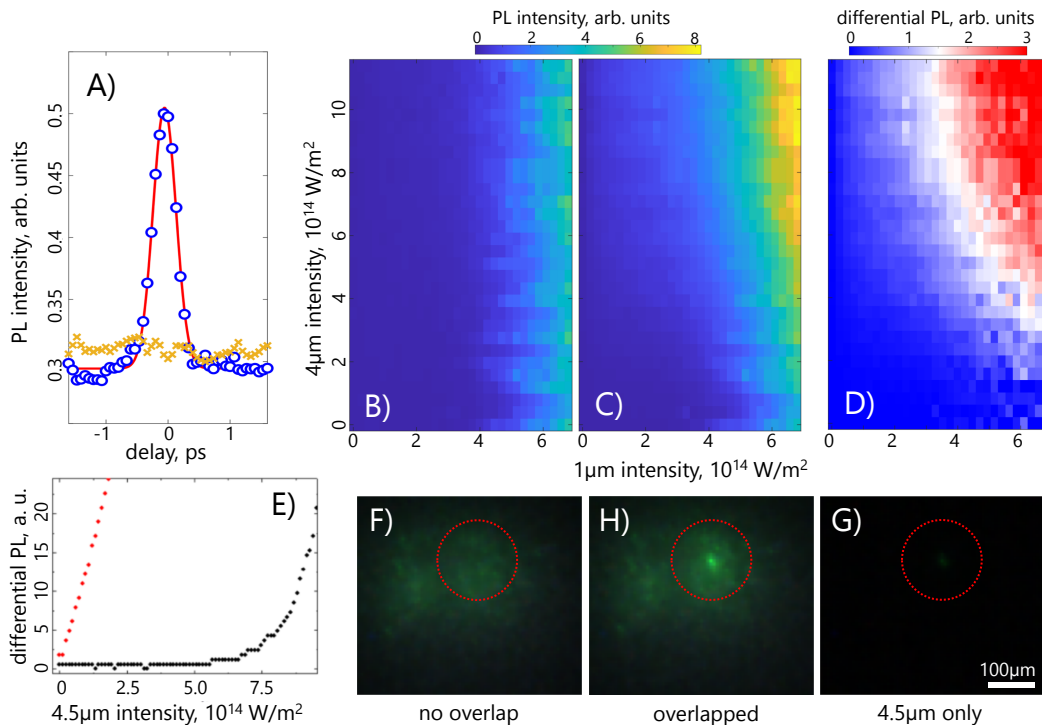 A)
PL intensity, arb. units
0.5
0.45
0.4
0.35
0.3
-1 0 1
delay, ps
PL intensity, arb. units
0 2 4 6 8
differential PL, arb. units
0 1 2 3
4µm intensity, 10¹⁴ W/m²
10
8
6
4
2
0
B)
C)
D)
0 2 4 6
0 2 4 6
0 2 4 6
1µm intensity, 10¹⁴ W/m²
E)
differential PL, a. u.
20
15
10
5
0
0 2.5 5.0 7.5
4.5µm intensity, 10¹⁴ W/m²
F)
H)
G)
100µm
no overlap
overlapped
4.5µm only